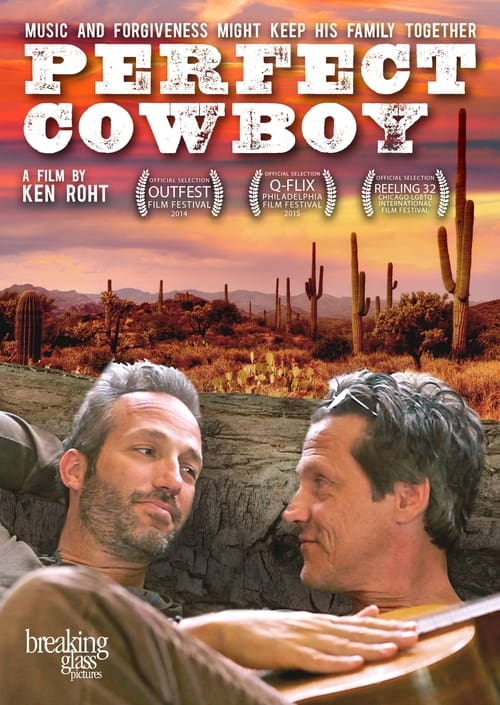 MUSIC AND FORGIVENESS MIGHT KEEP HIS FAMILY TOGETHER
PERFECT
COWBOY
A FILM BY
KEN ROHT
OFFICIAL SELECTION
OUTFEST
FILM FESTIVAL
2014
OFFICIAL SELECTION
Q-FLIX
PHILADELPHIA
FILM FESTIVAL
2015
OFFICIAL SELECTION
REELING 32
CHICAGO LGBTQ
INTERNATIONAL
FILM FESTIVAL
breaking
glass
pictures